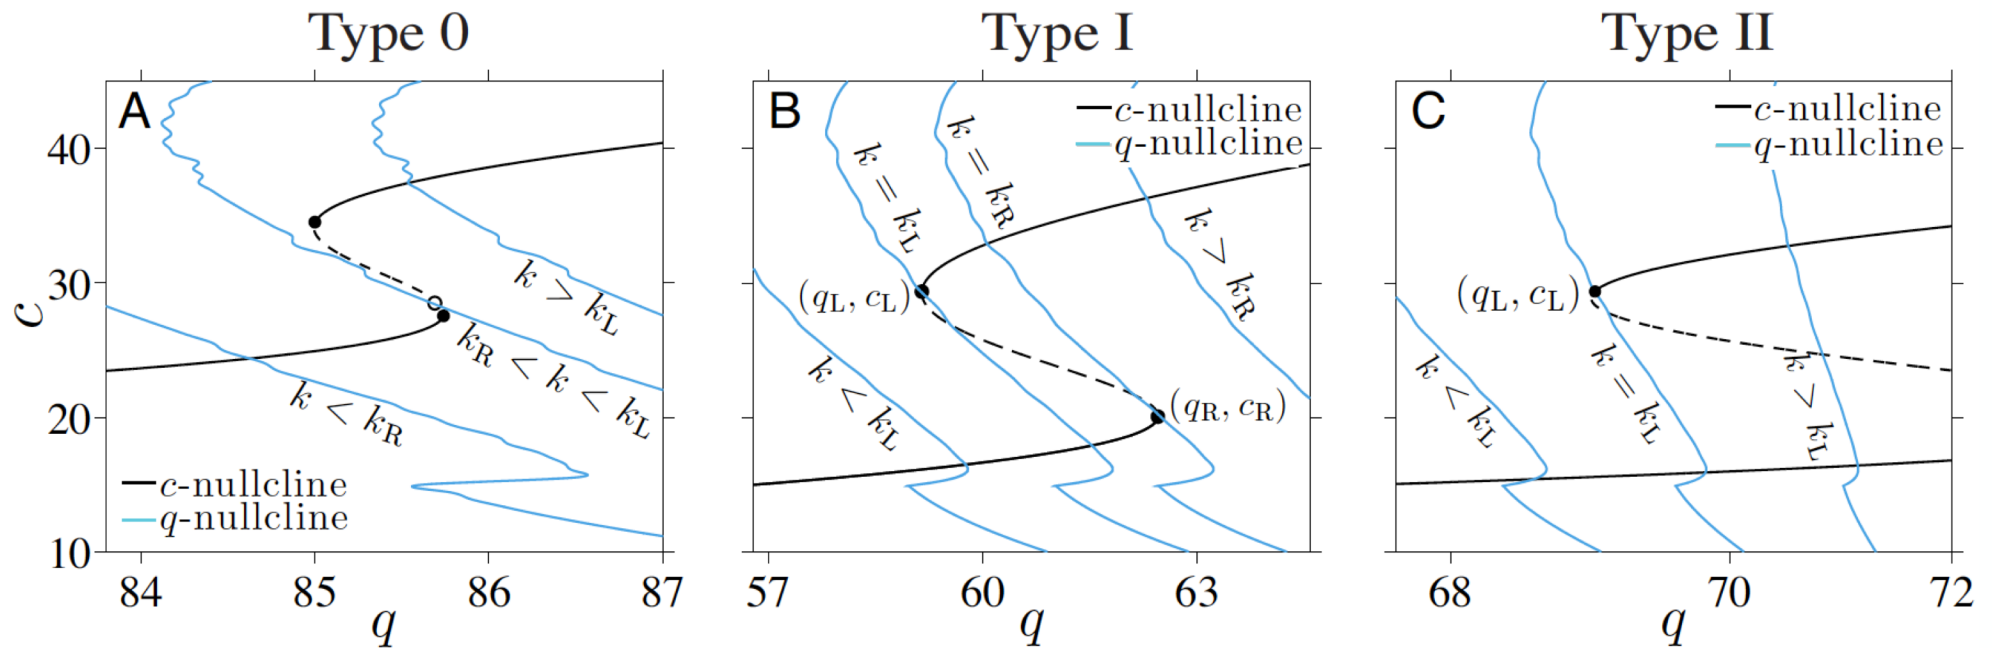 Type 0
Type I
Type II
A
B
C
c-nullcline
q-nullcline
c-nullcline
q-nullcline
c-nullcline
q-nullcline
40
30
20
10
c
k > kL
kR < k < kL
k < kR
k = kL
k = kR
k > kR
(qL, cL)
k < kL
(qR, cR)
(qL, cL)
k < kL
k = kL
k > kL
84
85
86
87
57
60
63
68
70
72
q
q
q